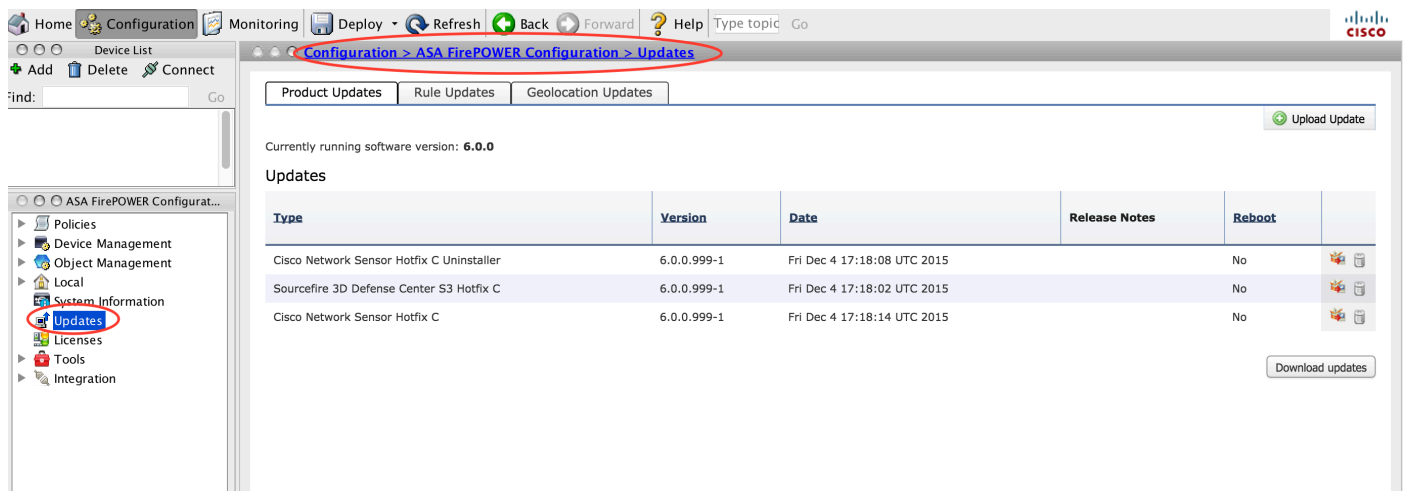 Home Configuration Monitoring Deploy Refresh Back Forward Help Type topic Go
CISCO
Device List
Add Delete Connect
Find: Go
ASA FirePOWER Configurat...
Policies
Device Management
Object Management
Local
System Information
Updates
Licenses
Tools
Integration
Configuration > ASA FirePOWER Configuration > Updates
Product Updates Rule Updates Geolocation Updates
Upload Update
Currently running software version: 6.0.0
Updates
Type Version Date Release Notes Reboot
Cisco Network Sensor Hotfix C Uninstaller 6.0.0.999-1 Fri Dec 4 17:18:08 UTC 2015 No
Sourcefire 3D Defense Center S3 Hotfix C 6.0.0.999-1 Fri Dec 4 17:18:02 UTC 2015 No
Cisco Network Sensor Hotfix C 6.0.0.999-1 Fri Dec 4 17:18:14 UTC 2015 No
Download updates